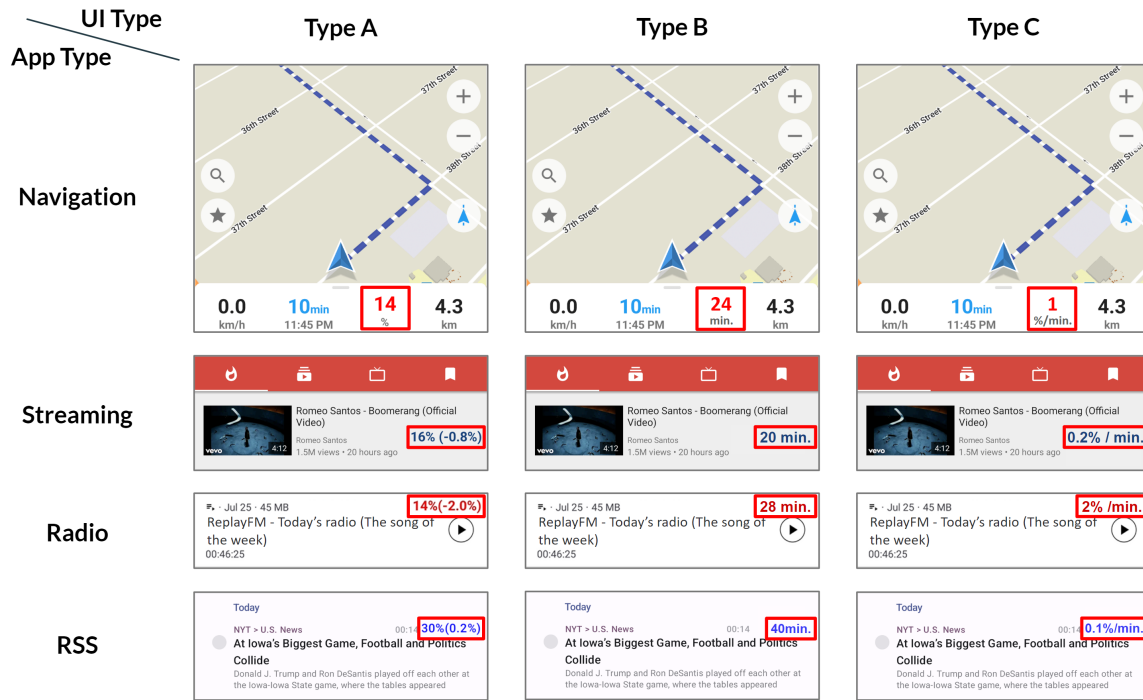 UI Type
App Type
Type A
Type B
Type C
Navigation
37th Street
36th Street
38th Street
37th Street
0.0
km/h
10min
11:45 PM
14
%
4.3
km
37th Street
36th Street
38th Street
37th Street
0.0
km/h
10min
11:45 PM
24
min.
4.3
km
37th Street
36th Street
38th Street
37th Street
0.0
km/h
10min
11:45 PM
1
%/min.
4.3
km
Streaming
Romeo Santos - Boomerang (Official
Video)
Romeo Santos
1.5M views • 20 hours ago
16% (-0.8%)
vevo
4:12
Romeo Santos - Boomerang (Official
Video)
Romeo Santos
1.5M views • 20 hours ago
20 min.
vevo
4:12
Romeo Santos - Boomerang (Official
Video)
Romeo Santos
1.5M views • 20 hours ago
0.2% / min.
vevo
4:12
Radio
· Jul 25 · 45 MB
14%(-2.0%)
ReplayFM - Today's radio (The song of
the week)
00:46:25
· Jul 25 · 45 MB
28 min.
ReplayFM - Today's radio (The song of
the week)
00:46:25
· Jul 25 · 45 MB
2% /min.
ReplayFM - Today's radio (The song of
the week)
00:46:25
RSS
Today
NYT > U.S. News
00:14
30%(0.2%)
At Iowa's Biggest Game, Football and Politics
Collide
Donald J. Trump and Ron DeSantis played off each other at
the Iowa-Iowa State game, where the tables appeared
Today
NYT > U.S. News
00:14
40min.
At Iowa's Biggest Game, Football and Politics
Collide
Donald J. Trump and Ron DeSantis played off each other at
the Iowa-Iowa State game, where the tables appeared
Today
NYT > U.S. News
00:14
0.1%/min.
At Iowa's Biggest Game, Football and Politics
Collide
Donald J. Trump and Ron DeSantis played off each other at
the Iowa-Iowa State game, where the tables appeared